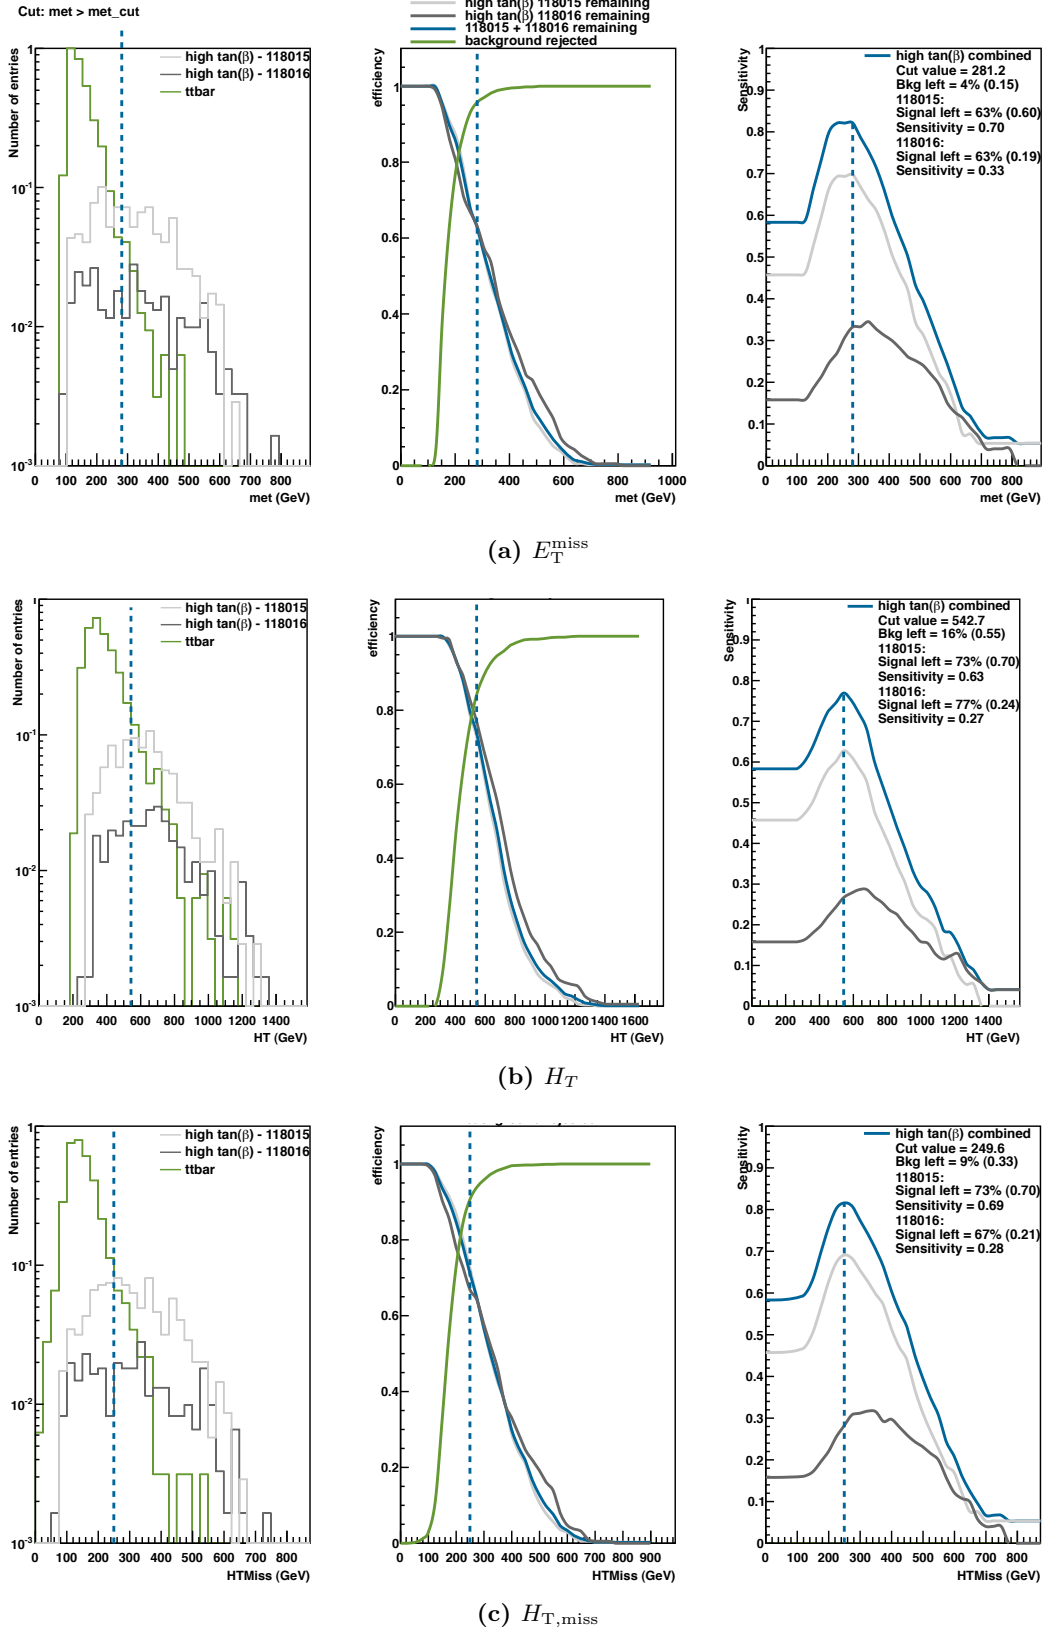 Cut: met > met_cut
Number of entries
high tan(β) - 118015
high tan(β) - 118016
ttbar
1
10-1
10-2
10-3
0 100 200 300 400 500 600 700 800
met (GeV)
efficiency
high tan(β) 118015 remaining
high tan(β) 118016 remaining
118015 + 118016 remaining
background rejected
1
0.8
0.6
0.4
0.2
0
0 200 400 600 800 1000
met (GeV)
Sensitivity
high tan(β) combined
Cut value = 281.2
Bkg left = 4% (0.15)
118015:
Signal left = 63% (0.60)
Sensitivity = 0.70
118016:
Signal left = 63% (0.19)
Sensitivity = 0.33
1
0.9
0.8
0.7
0.6
0.5
0.4
0.3
0.2
0.1
0
0 100 200 300 400 500 600 700 800
met (GeV)
(a) E_T^miss
Number of entries
high tan(β) - 118015
high tan(β) - 118016
ttbar
1
10-1
10-2
10-3
0 200 400 600 800 1000 1200 1400
HT (GeV)
efficiency
1
0.8
0.6
0.4
0.2
0
0 200 400 600 800 1000 1200 1400 1600
HT (GeV)
Sensitivity
high tan(β) combined
Cut value = 542.7
Bkg left = 16% (0.55)
118015:
Signal left = 73% (0.70)
Sensitivity = 0.63
118016:
Signal left = 77% (0.24)
Sensitivity = 0.27
1
0.9
0.8
0.7
0.6
0.5
0.4
0.3
0.2
0.1
0
0 200 400 600 800 1000 1200 1400
HT (GeV)
(b) H_T
Number of entries
high tan(β) - 118015
high tan(β) - 118016
ttbar
1
10-1
10-2
10-3
0 100 200 300 400 500 600 700 800
HTMiss (GeV)
efficiency
1
0.8
0.6
0.4
0.2
0
0 100 200 300 400 500 600 700 800 900
HTMiss (GeV)
Sensitivity
high tan(β) combined
Cut value = 249.6
Bkg left = 9% (0.33)
118015:
Signal left = 73% (0.70)
Sensitivity = 0.69
118016:
Signal left = 67% (0.21)
Sensitivity = 0.28
1
0.9
0.8
0.7
0.6
0.5
0.4
0.3
0.2
0.1
0
0 100 200 300 400 500 600 700 800
HTMiss (GeV)
(c) H_T,miss